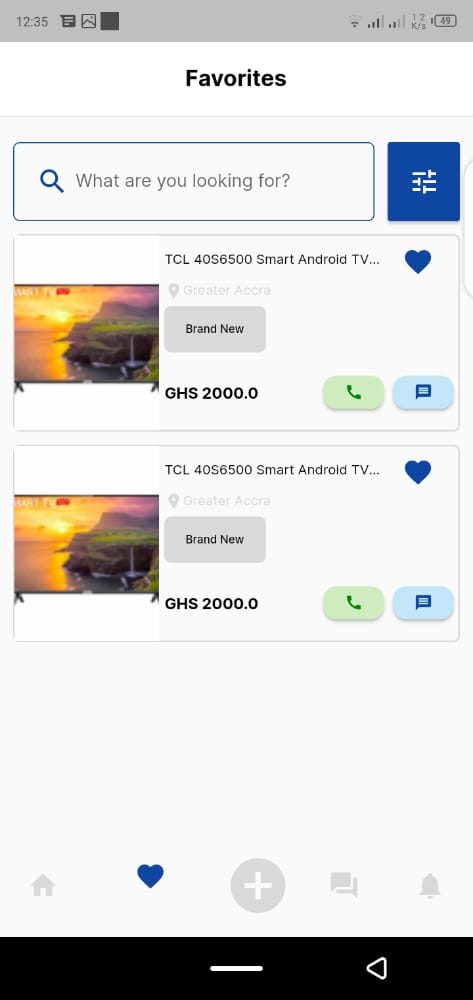 12:35
1.2
K/s
49
Favorites
What are you looking for?
TCL 40S6500 Smart Android TV...
Greater Accra
Brand New
GHS 2000.0
TCL 40S6500 Smart Android TV...
Greater Accra
Brand New
GHS 2000.0